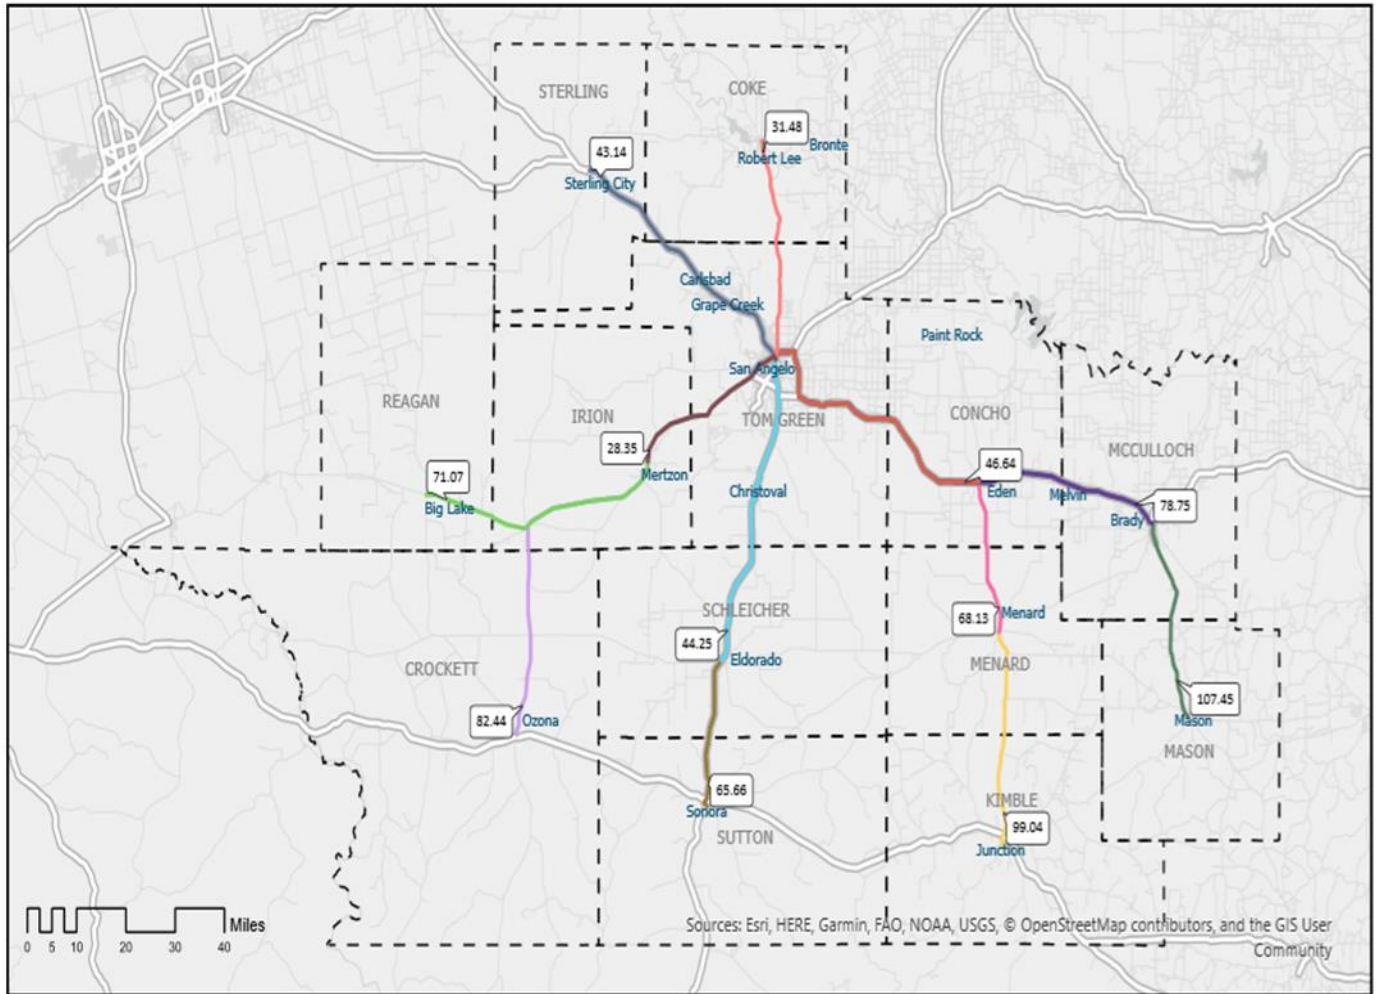 STERLING
COKE
31.48
Bronte
Robert Lee
43.14
Sterling City
Carlsbad
Grape Creek
Paint Rock
San Angelo
REAGAN
IRION
TOM GREEN
CONCHO
28.35
MCCULLOCH
71.07
Mertzon
46.64
Big Lake
Christoval
Eden
Melvin
78.75
Brady
SCHLEICHER
68.13
Menard
44.25
Eldorado
CROCKETT
MENARD
107.45
82.44
Ozona
Mason
MASON
65.66
KIMBLE
Sonora
99.04
SUTTON
Junction
Miles
0 5 10 20 30 40
Sources: Esri, HERE, Garmin, FAO, NOAA, USGS, © OpenStreetMap contributors, and the GIS User
Community